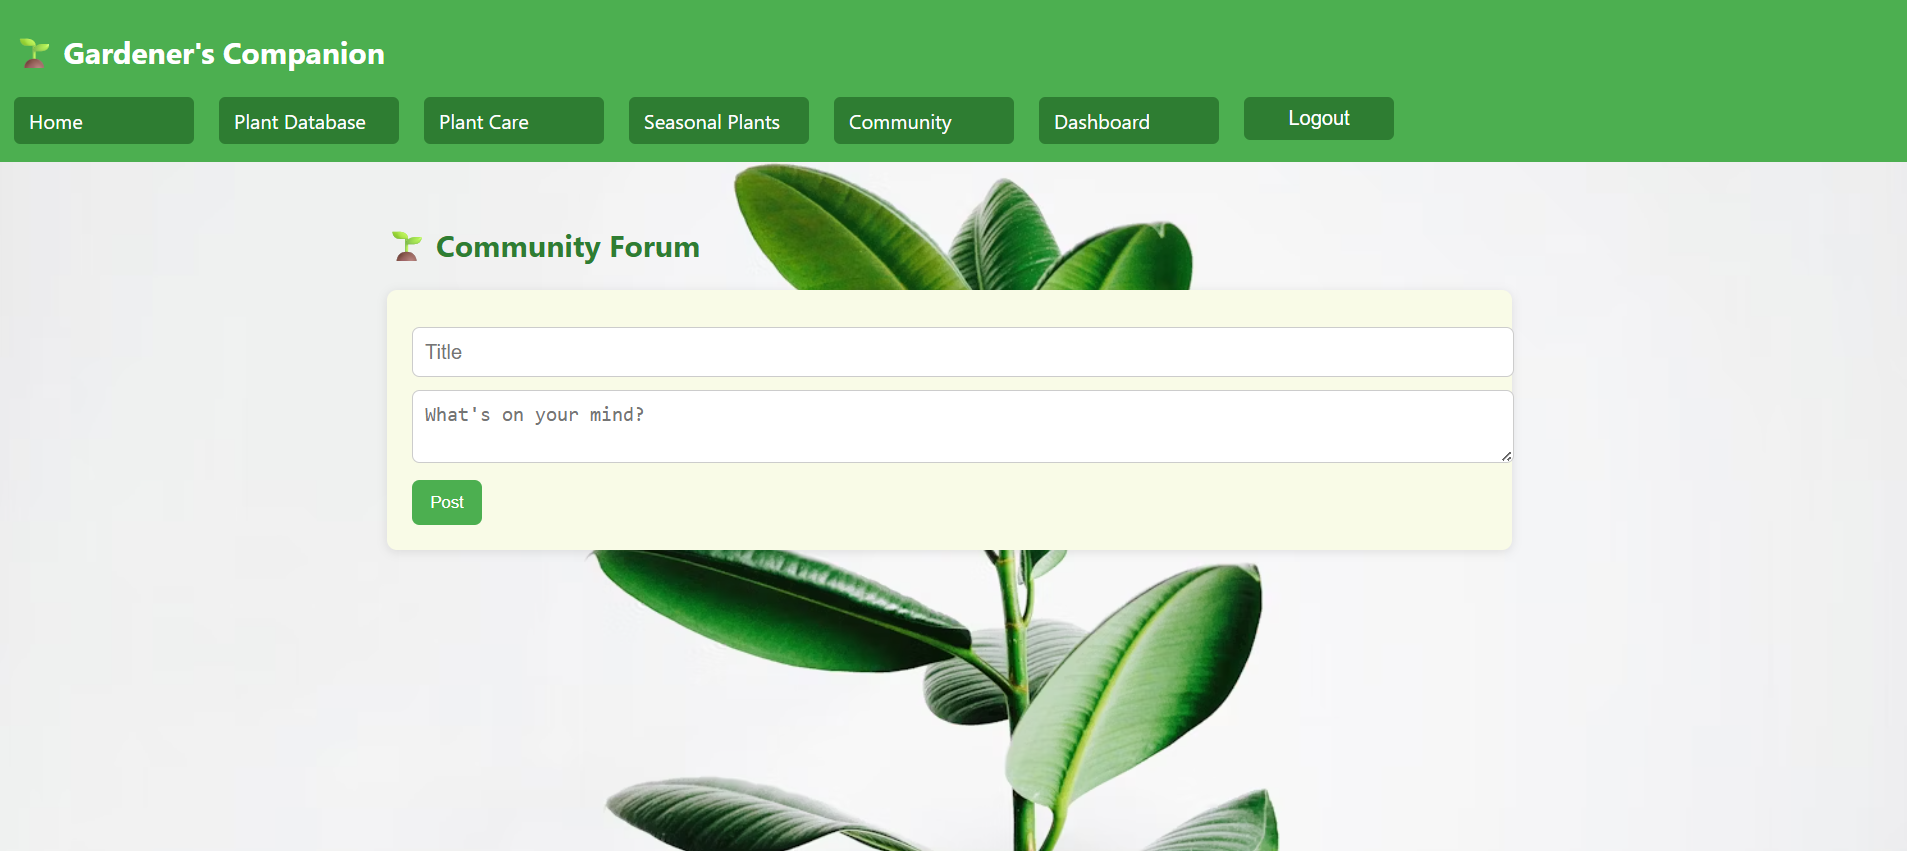 Gardener's Companion
Home Plant Database Plant Care Seasonal Plants Community Dashboard Logout
Community Forum
Title
What's on your mind?
Post